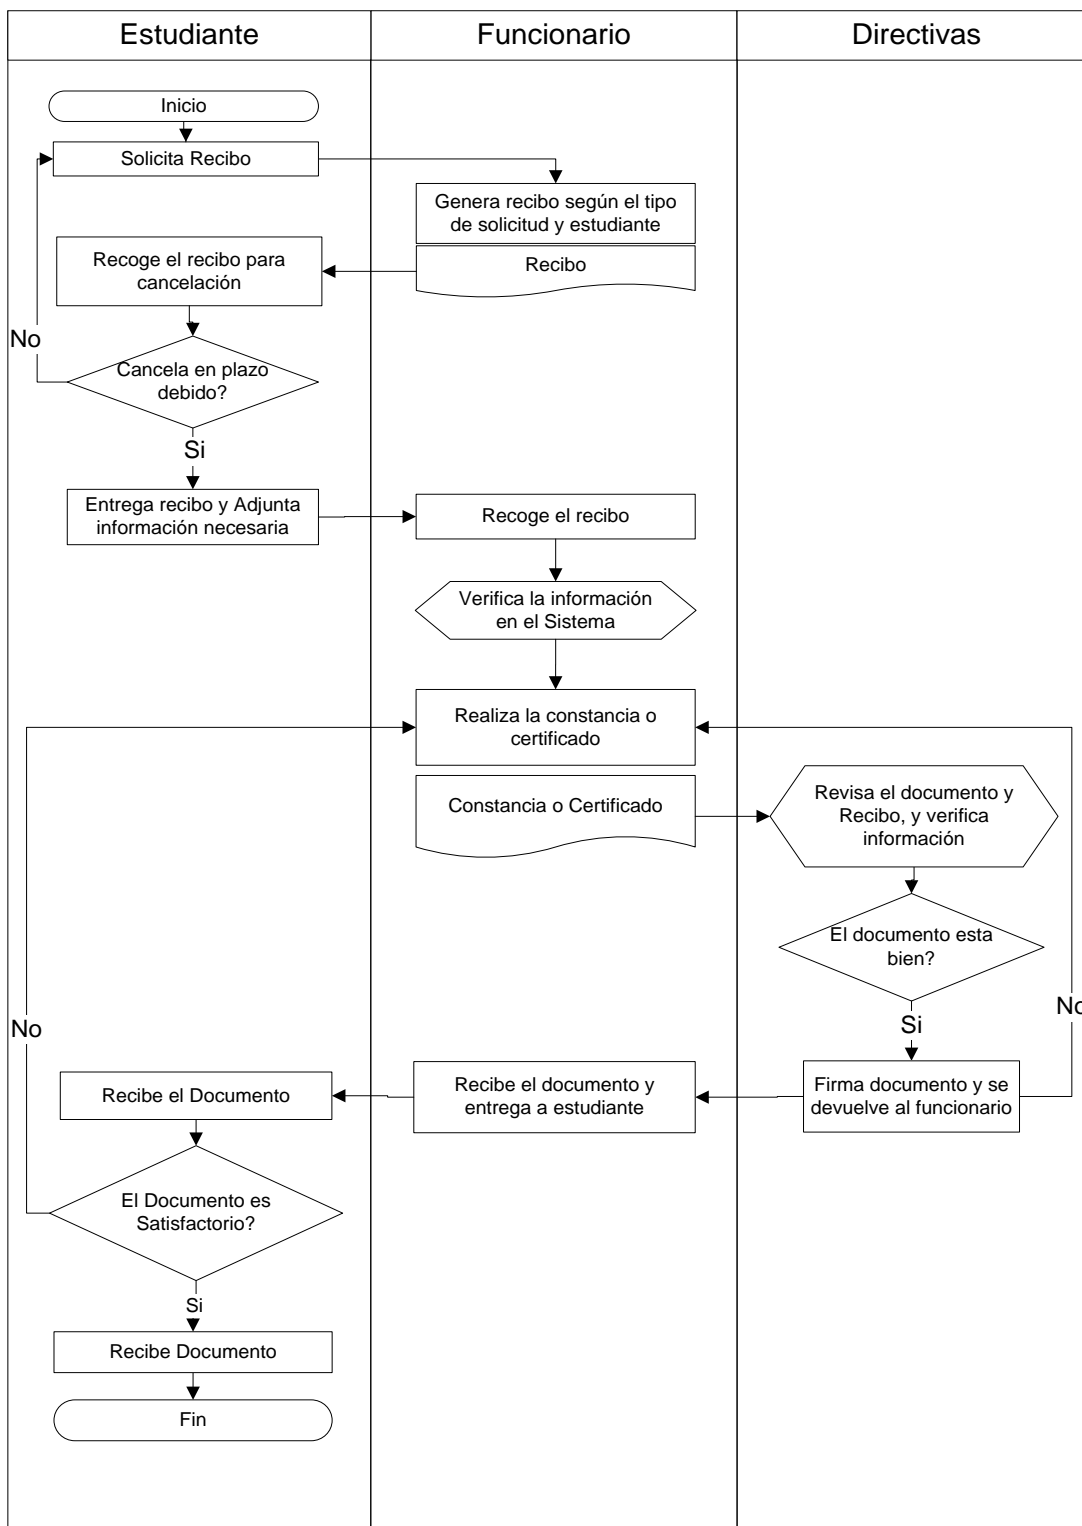 Estudiante
Funcionario
Directivas
Inicio
Solicita Recibo
Genera recibo según el tipo
de solicitud y estudiante
Recibo
Recoge el recibo para
cancelación
No
Cancela en plazo
debido?
Si
Entrega recibo y Adjunta
información necesaria
Recoge el recibo
Verifica la información
en el Sistema
Realiza la constancia o
certificado
Constancia o Certificado
Revisa el documento y
Recibo, y verifica
información
El documento esta
bien?
No
Si
Firma documento y se
devuelve al funcionario
Recibe el documento y
entrega a estudiante
Recibe el Documento
No
El Documento es
Satisfactorio?
Si
Recibe Documento
Fin